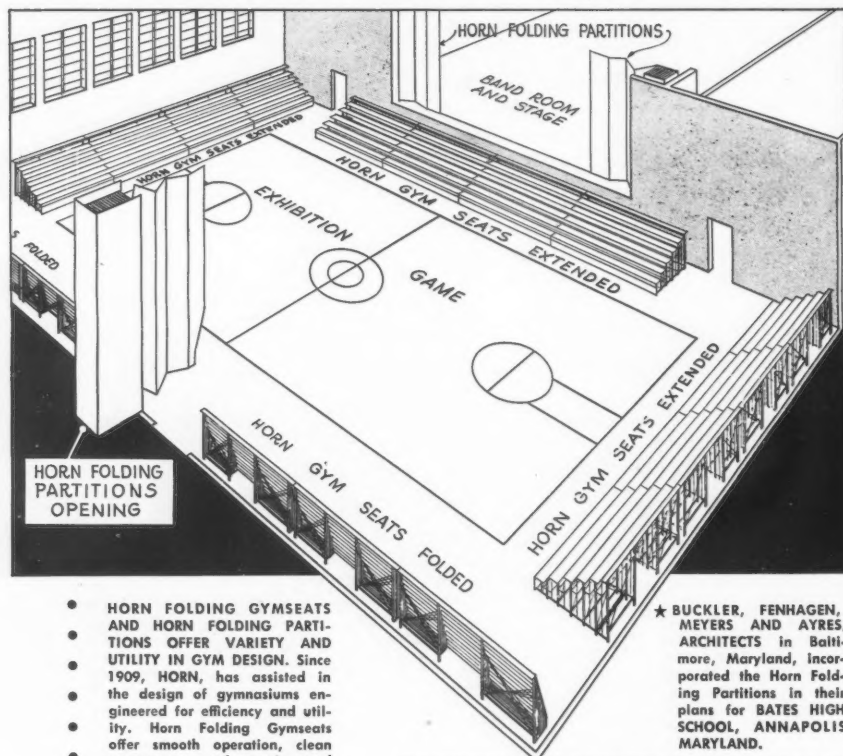 HORN FOLDING PARTITIONS
BAND ROOM
AND STAGE
HORN GYM SEATS EXTENDED
HORN GYM SEATS EXTENDED
EXHIBITION
GAME
S FOLDED
HORN GYM SEATS EXTENDED
HORN GYM SEATS FOLDED
HORN FOLDING
PARTITIONS
OPENING
HORN FOLDING GYMSEATS
AND HORN FOLDING PARTI-
TIONS OFFER VARIETY AND
UTILITY IN GYM DESIGN. Since
1909, HORN, has assisted in
the design of gymnasiums en-
gineered for efficiency and util-
ity. Horn Folding Gymseats
offer smooth operation, clean
★ BUCKLER, FENHAGEN,
MEYERS AND AYRES,
ARCHITECTS in Balti-
more, Maryland, incor-
porated the Horn Fold-
ing Partitions in their
plans for BATES HIGH
SCHOOL, ANNAPOLIS
MARYLAND.